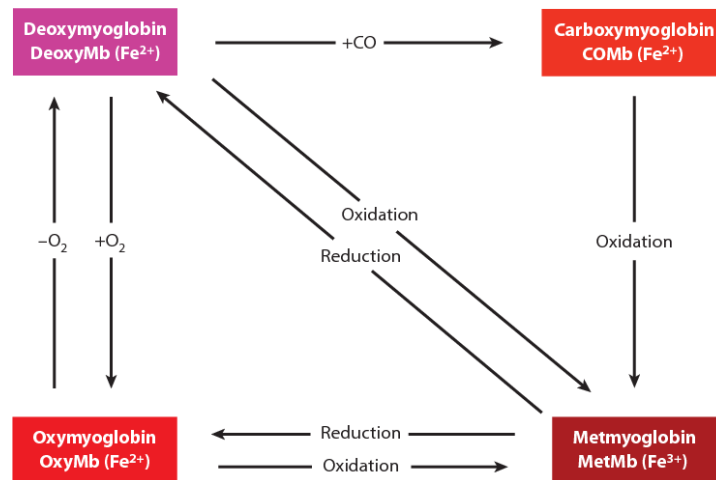 Deoxymyoglobin
DeoxyMb (Fe²⁺)
+CO
Carboxymyoglobin
COMb (Fe²⁺)
−O₂
+O₂
Oxidation
Reduction
Oxidation
Oxymyoglobin
OxyMb (Fe²⁺)
Reduction
Oxidation
Metmyoglobin
MetMb (Fe³⁺)